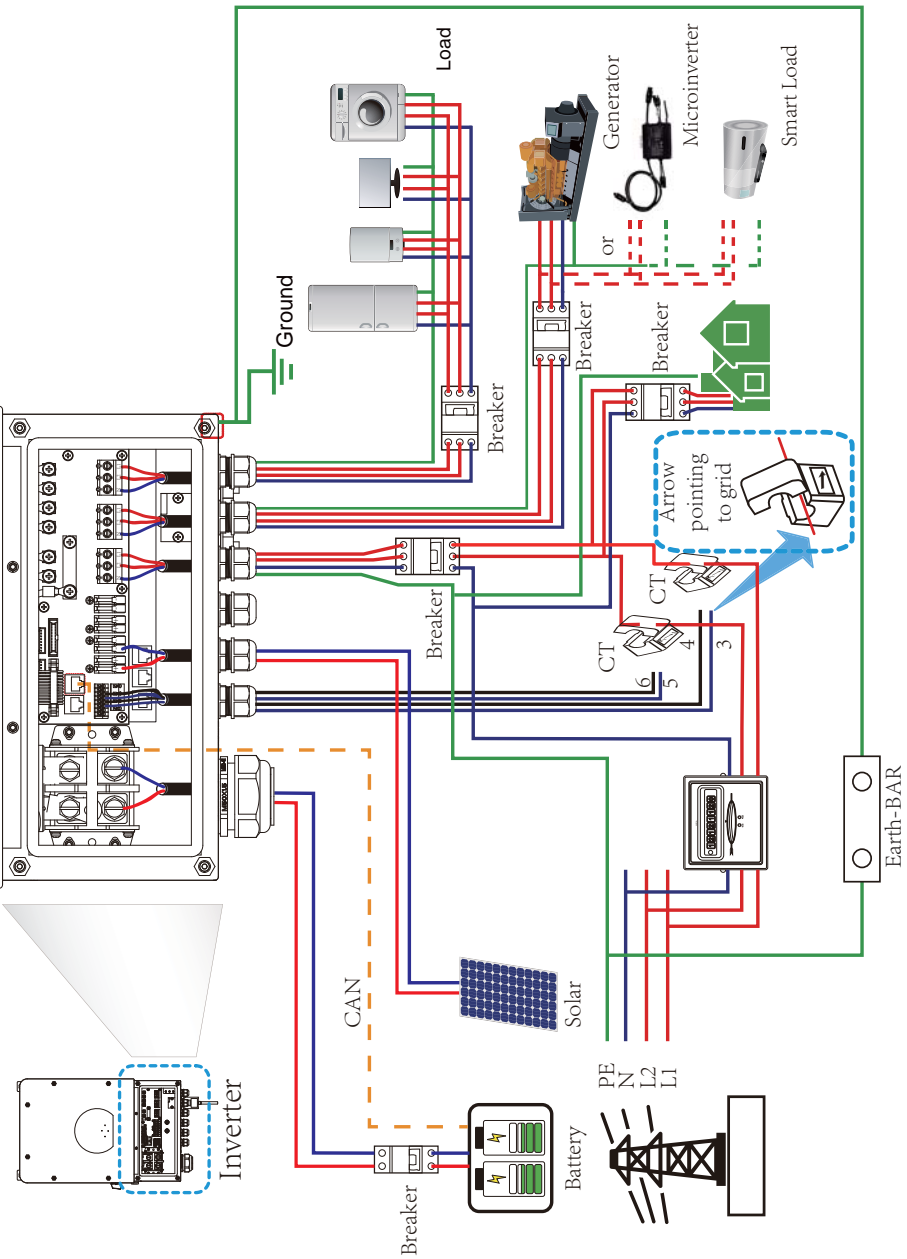 Inverter
Ground
Load
Generator
Microinverter
Smart Load
or
Breaker
Breaker
Breaker
Breaker
Breaker
Arrow
pointing
to grid
CT
CT
6
5
4
3
CAN
Solar
Battery
PE
N
L2
L1
Earth-BAR